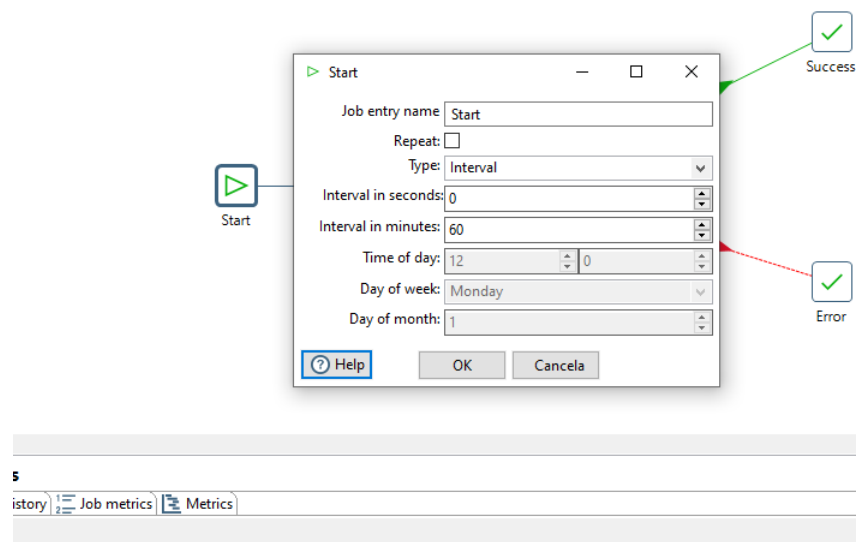 Success
Start
Job entry name Start
Repeat:
Type: Interval
Interval in seconds: 0
Interval in minutes: 60
Time of day: 12 0
Day of week: Monday
Day of month: 1
Help OK Cancela
Start
Error
s
istory Job metrics Metrics